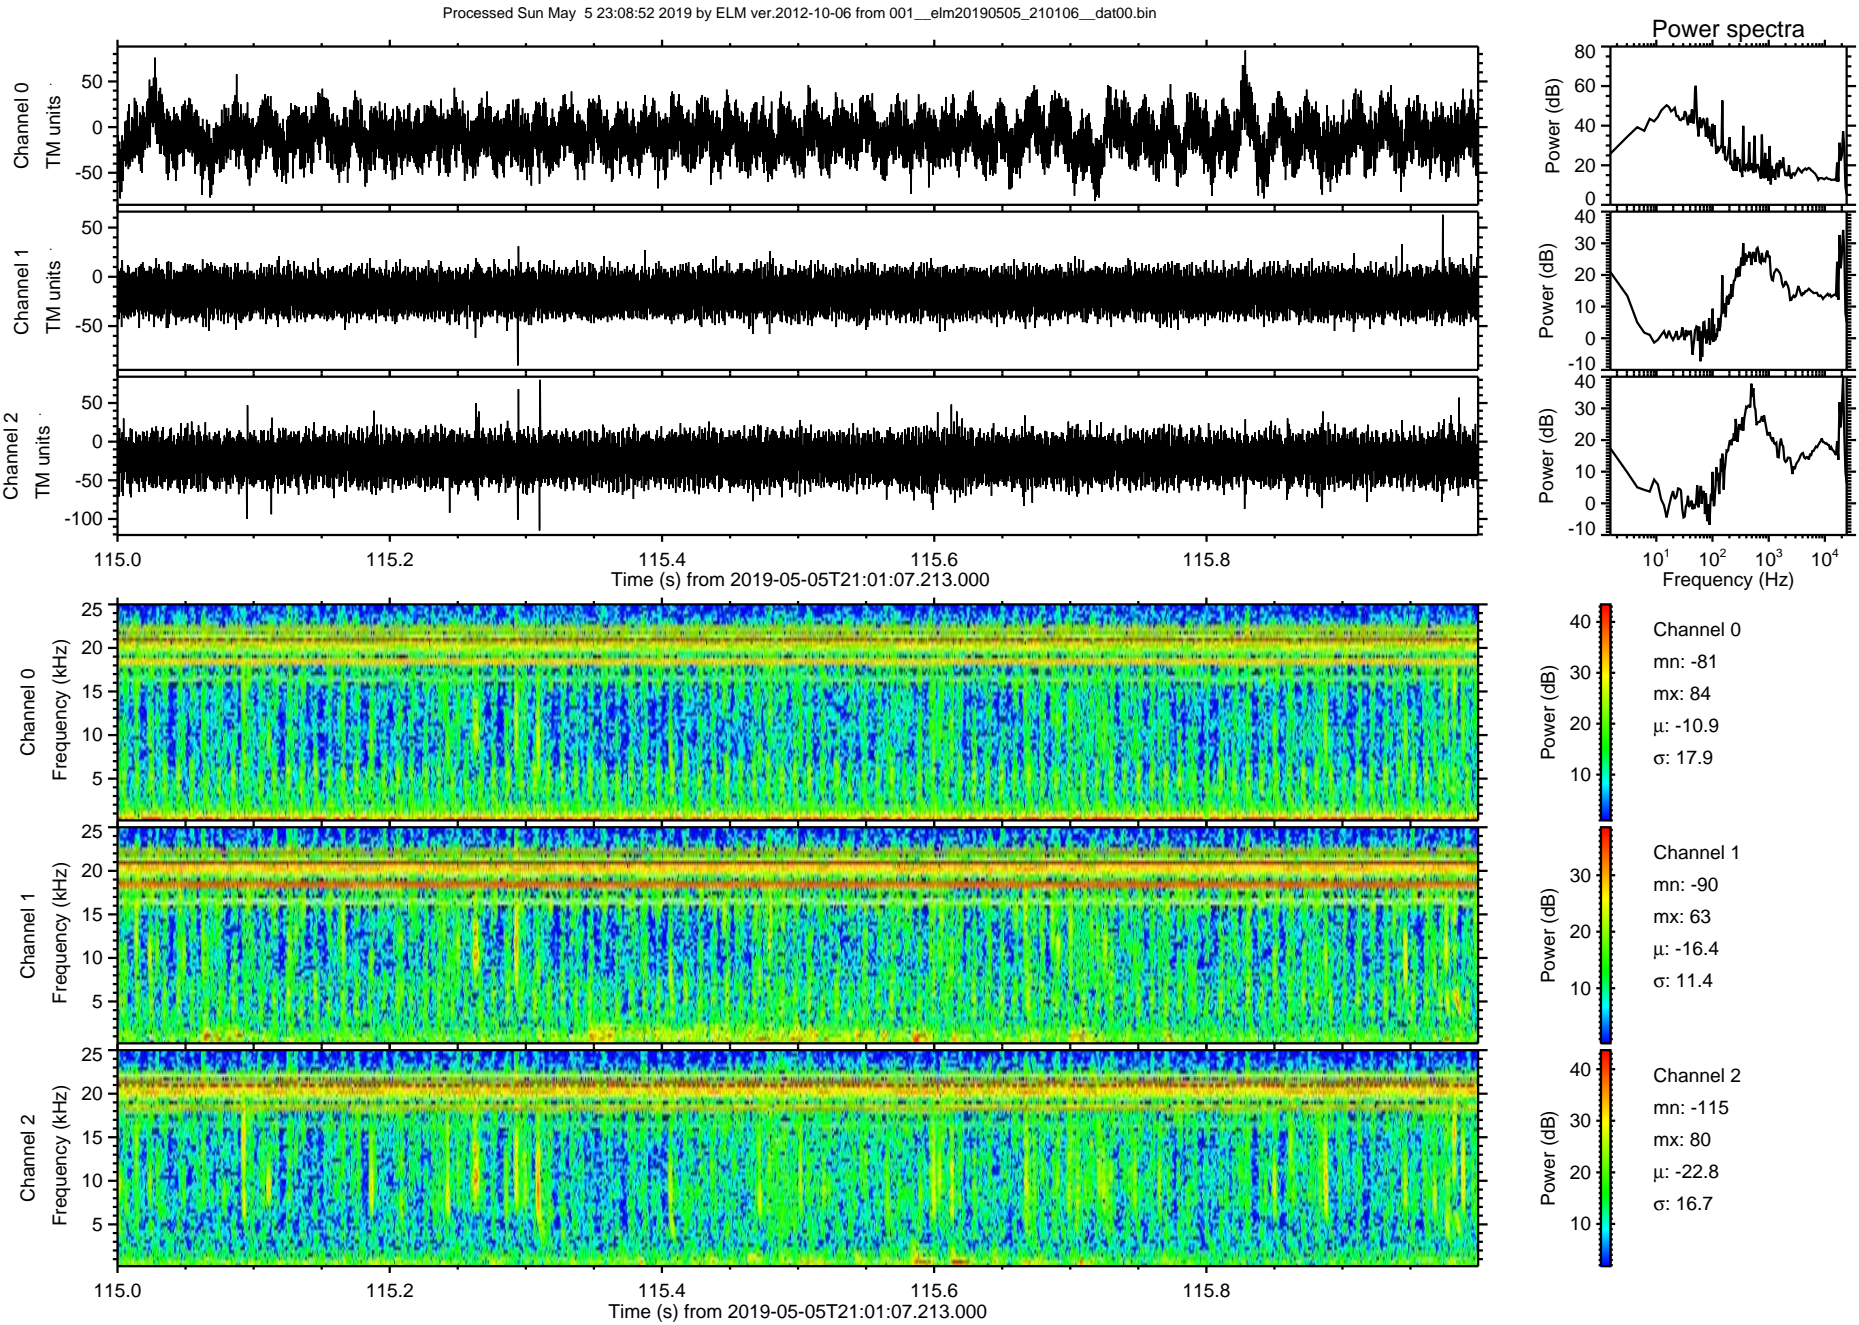 Processed Sun May  5 23:08:52 2019 by ELM ver.2012-10-06 from 001__elm20190505_210106__dat00.bin
Power spectra
Channel 0
TM units
50
0
-50
Power (dB)
80
60
40
20
0
Channel 1
TM units
50
0
-50
Power (dB)
40
30
20
10
0
-10
Channel 2
TM units
50
0
-50
-100
Power (dB)
40
30
20
10
0
-10
115.0 115.2 115.4 115.6 115.8
Time (s) from 2019-05-05T21:01:07.213.000
10¹ 10² 10³ 10⁴
Frequency (Hz)
Channel 0
Frequency (kHz)
25
20
15
10
5
Power (dB)
40
30
20
10
Channel 0
mn: -81
mx: 84
μ: -10.9
σ: 17.9
Channel 1
Frequency (kHz)
25
20
15
10
5
Power (dB)
30
20
10
Channel 1
mn: -90
mx: 63
μ: -16.4
σ: 11.4
Channel 2
Frequency (kHz)
25
20
15
10
5
Power (dB)
40
30
20
10
Channel 2
mn: -115
mx: 80
μ: -22.8
σ: 16.7
115.0 115.2 115.4 115.6 115.8
Time (s) from 2019-05-05T21:01:07.213.000